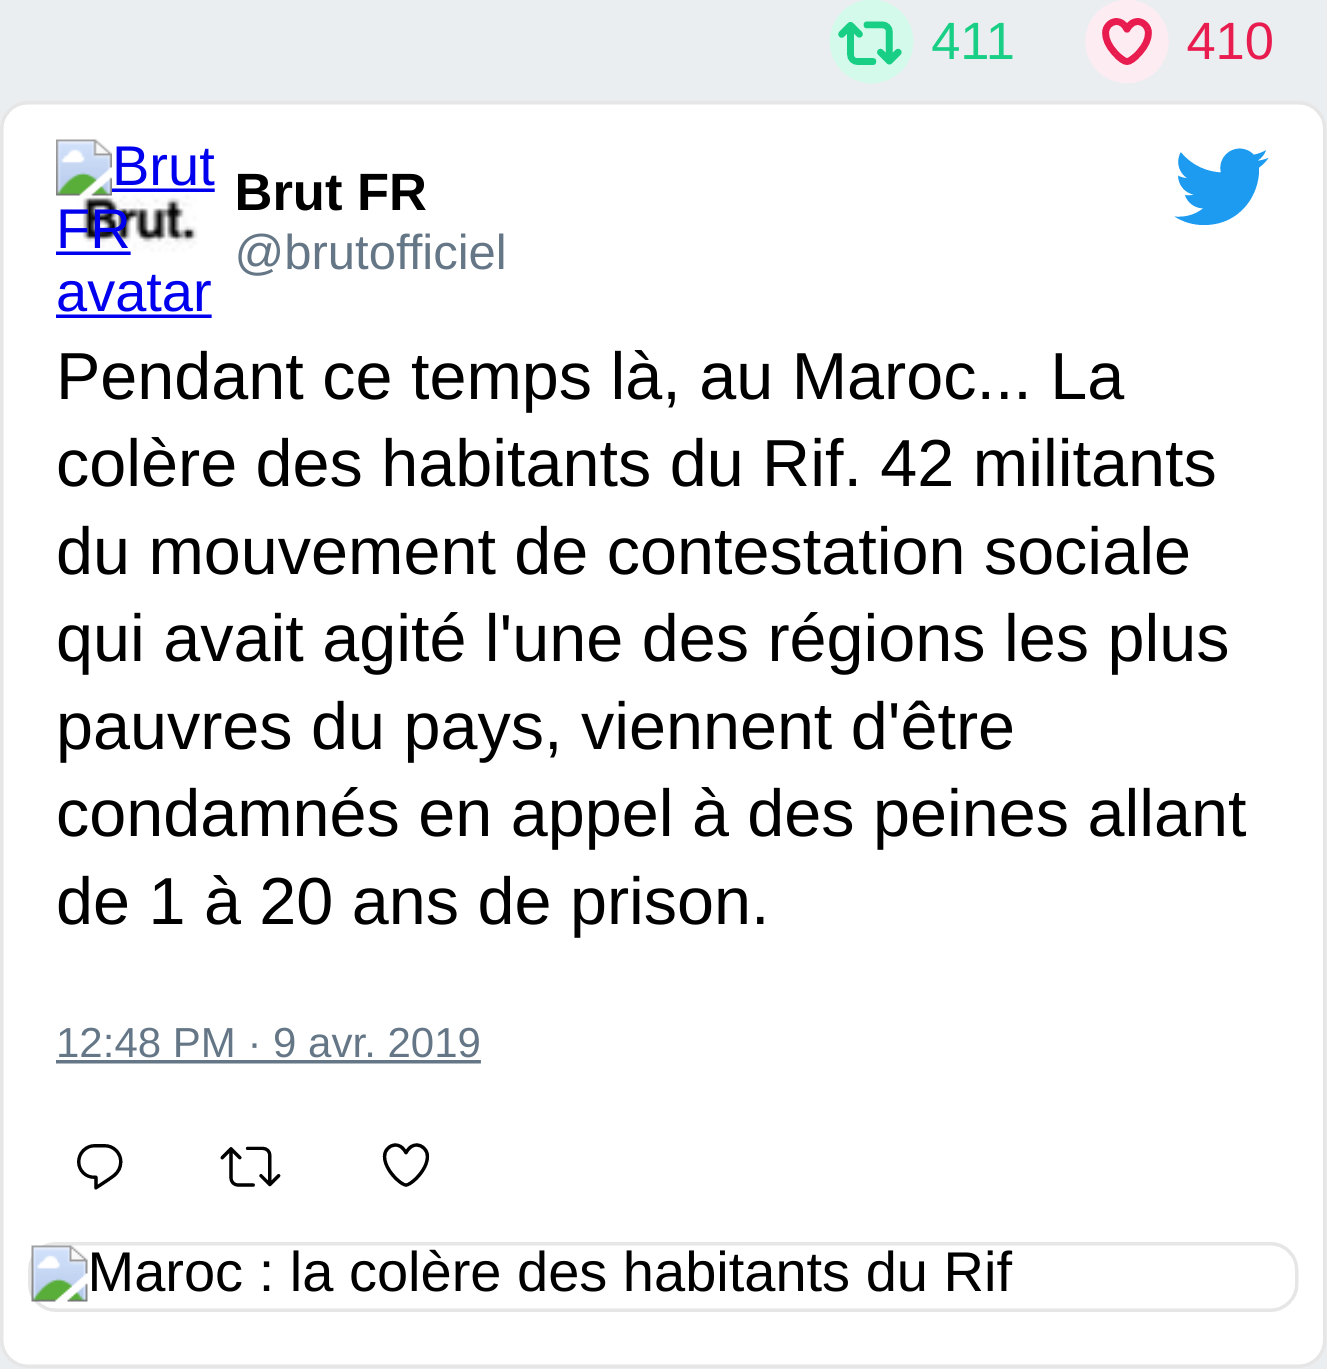 411 410
Brut FR avatar
Brut.
Brut FR
@brutofficiel
Pendant ce temps là, au Maroc... La
colère des habitants du Rif. 42 militants
du mouvement de contestation sociale
qui avait agité l'une des régions les plus
pauvres du pays, viennent d'être
condamnés en appel à des peines allant
de 1 à 20 ans de prison.
12:48 PM · 9 avr. 2019
Maroc : la colère des habitants du Rif